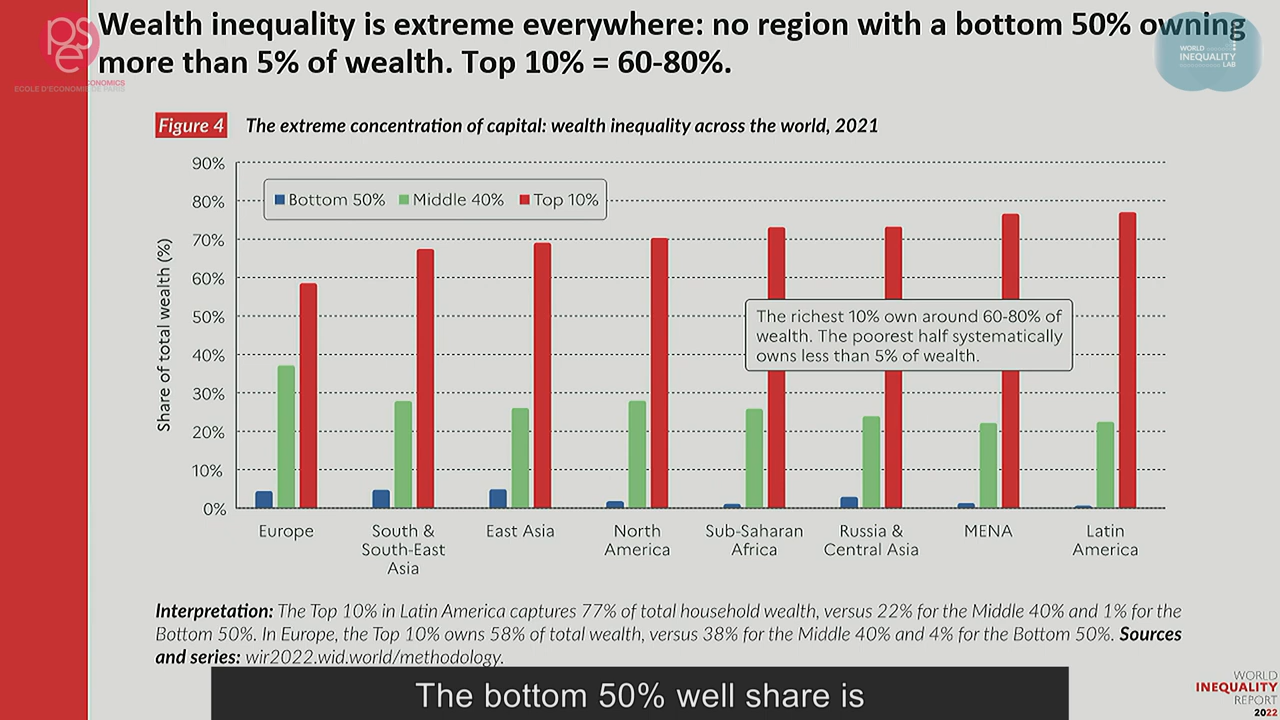 Wealth inequality is extreme everywhere: no region with a bottom 50% owning
more than 5% of wealth. Top 10% = 60-80%.
pse
ECOLE D'ECONOMIE DE PARIS
WORLD
INEQUALITY
LAB
Figure 4 The extreme concentration of capital: wealth inequality across the world, 2021
Share of total wealth (%)
90%
80%
70%
60%
50%
40%
30%
20%
10%
0%
Bottom 50% Middle 40% Top 10%
The richest 10% own around 60-80% of
wealth. The poorest half systematically
owns less than 5% of wealth.
Europe
South &
South-East
Asia
East Asia
North
America
Sub-Saharan
Africa
Russia &
Central Asia
MENA
Latin
America
Interpretation: The Top 10% in Latin America captures 77% of total household wealth, versus 22% for the Middle 40% and 1% for the
Bottom 50%. In Europe, the Top 10% owns 58% of total wealth, versus 38% for the Middle 40% and 4% for the Bottom 50%. Sources
and series: wir2022.wid.world/methodology.
The bottom 50% well share is
WORLD
INEQUALITY
REPORT
2022